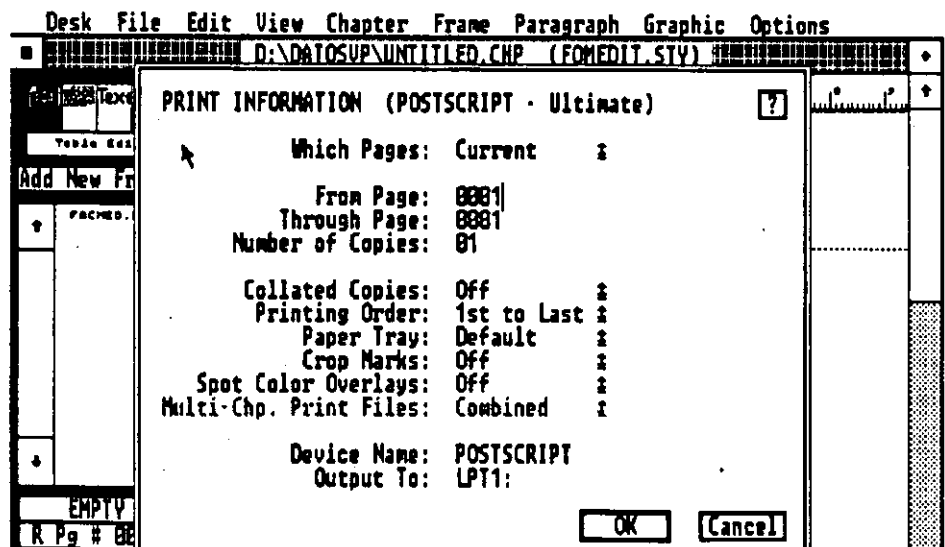 Desk File Edit View Chapter Frame Paragraph Graphic Options
D:\DATOSUP\UNTITLED.CHP (FOMEDIT.STY)
Text
PRINT INFORMATION (POSTSCRIPT - Ultimate) ?
Which Pages: Current
Add New Fr
From Page: 0001
Through Page: 0001
Number of Copies: 01
Collated Copies: Off
Printing Order: 1st to Last
Paper Tray: Default
Crop Marks: Off
Spot Color Overlays: Off
Multi-Chp. Print Files: Combined
Device Name: POSTSCRIPT
Output To: LPT1:
EMPTY
OK Cancel
R Pg # 00